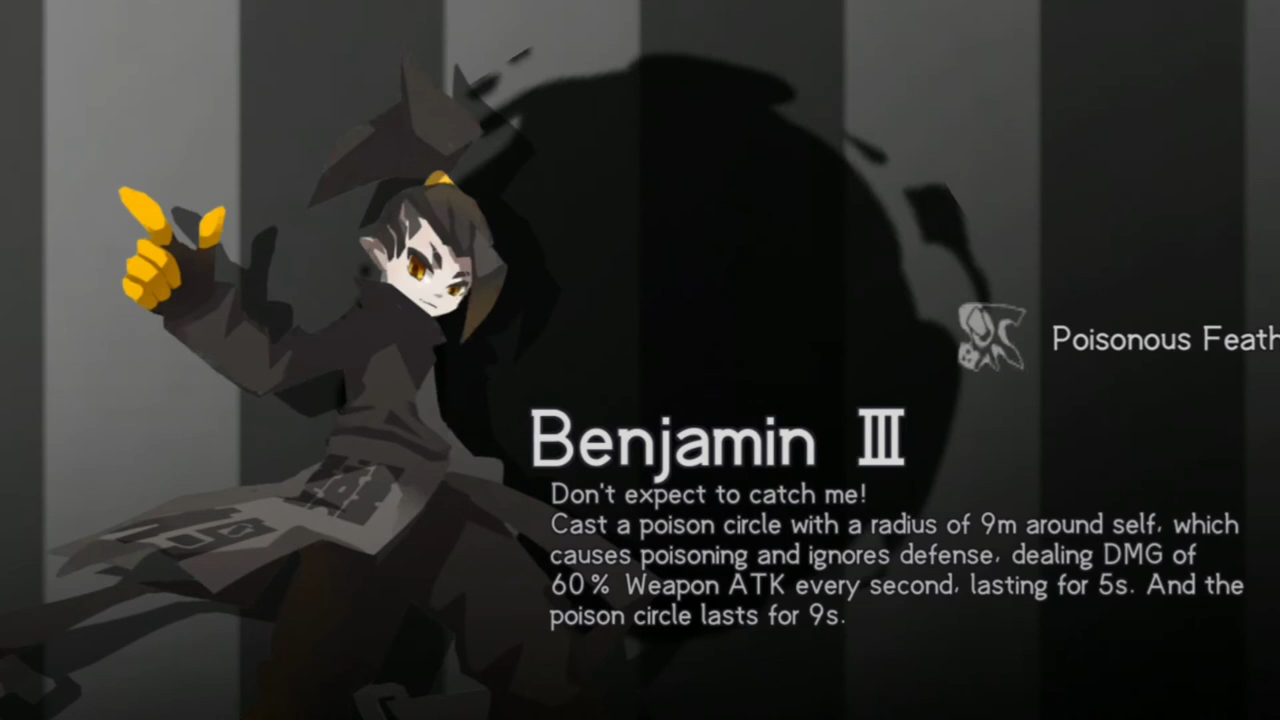 Poisonous Feath
Benjamin III
Don't expect to catch me!
Cast a poison circle with a radius of 9m around self, which
causes poisoning and ignores defense, dealing DMG of
60% Weapon ATK every second, lasting for 5s. And the
poison circle lasts for 9s.